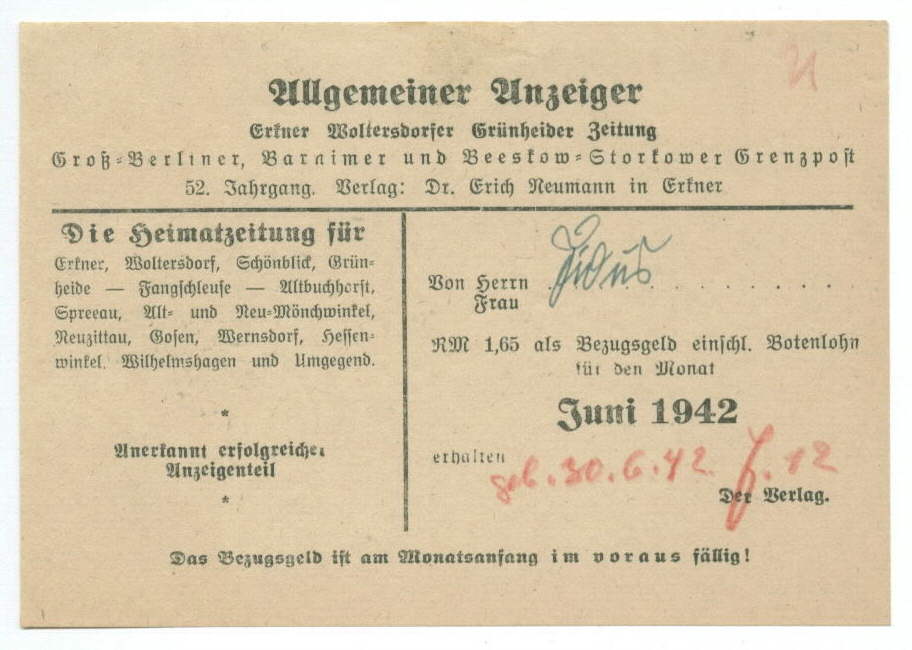 Allgemeiner Anzeiger
Erkner Woltersdorfer Grünheider Zeitung
Groß-Berliner, Barnimer und Beeskow-Storkower Grenzpost
52. Jahrgang. Verlag: Dr. Erich Neumann in Erkner
Die Heimatzeitung für
Erkner, Woltersdorf, Schönblick, Grün-
heide — Fangschleuse — Altbuchhorst,
Spreeau, Alt- und Neu-Mönchwinkel,
Neuzittau, Gosen, Wernsdorf, Hessen-
winkel, Wilhelmshagen und Umgegend.
*
Anerkannt erfolgreicher
Anzeigenteil
*
Von Herrn Fidus
Frau
RM 1,65 als Bezugsgeld einschl. Botenlohn
für den Monat
Juni 1942
erhalten
30.6.42
Der Verlag.
Das Bezugsgeld ist am Monatsanfang im voraus fällig!